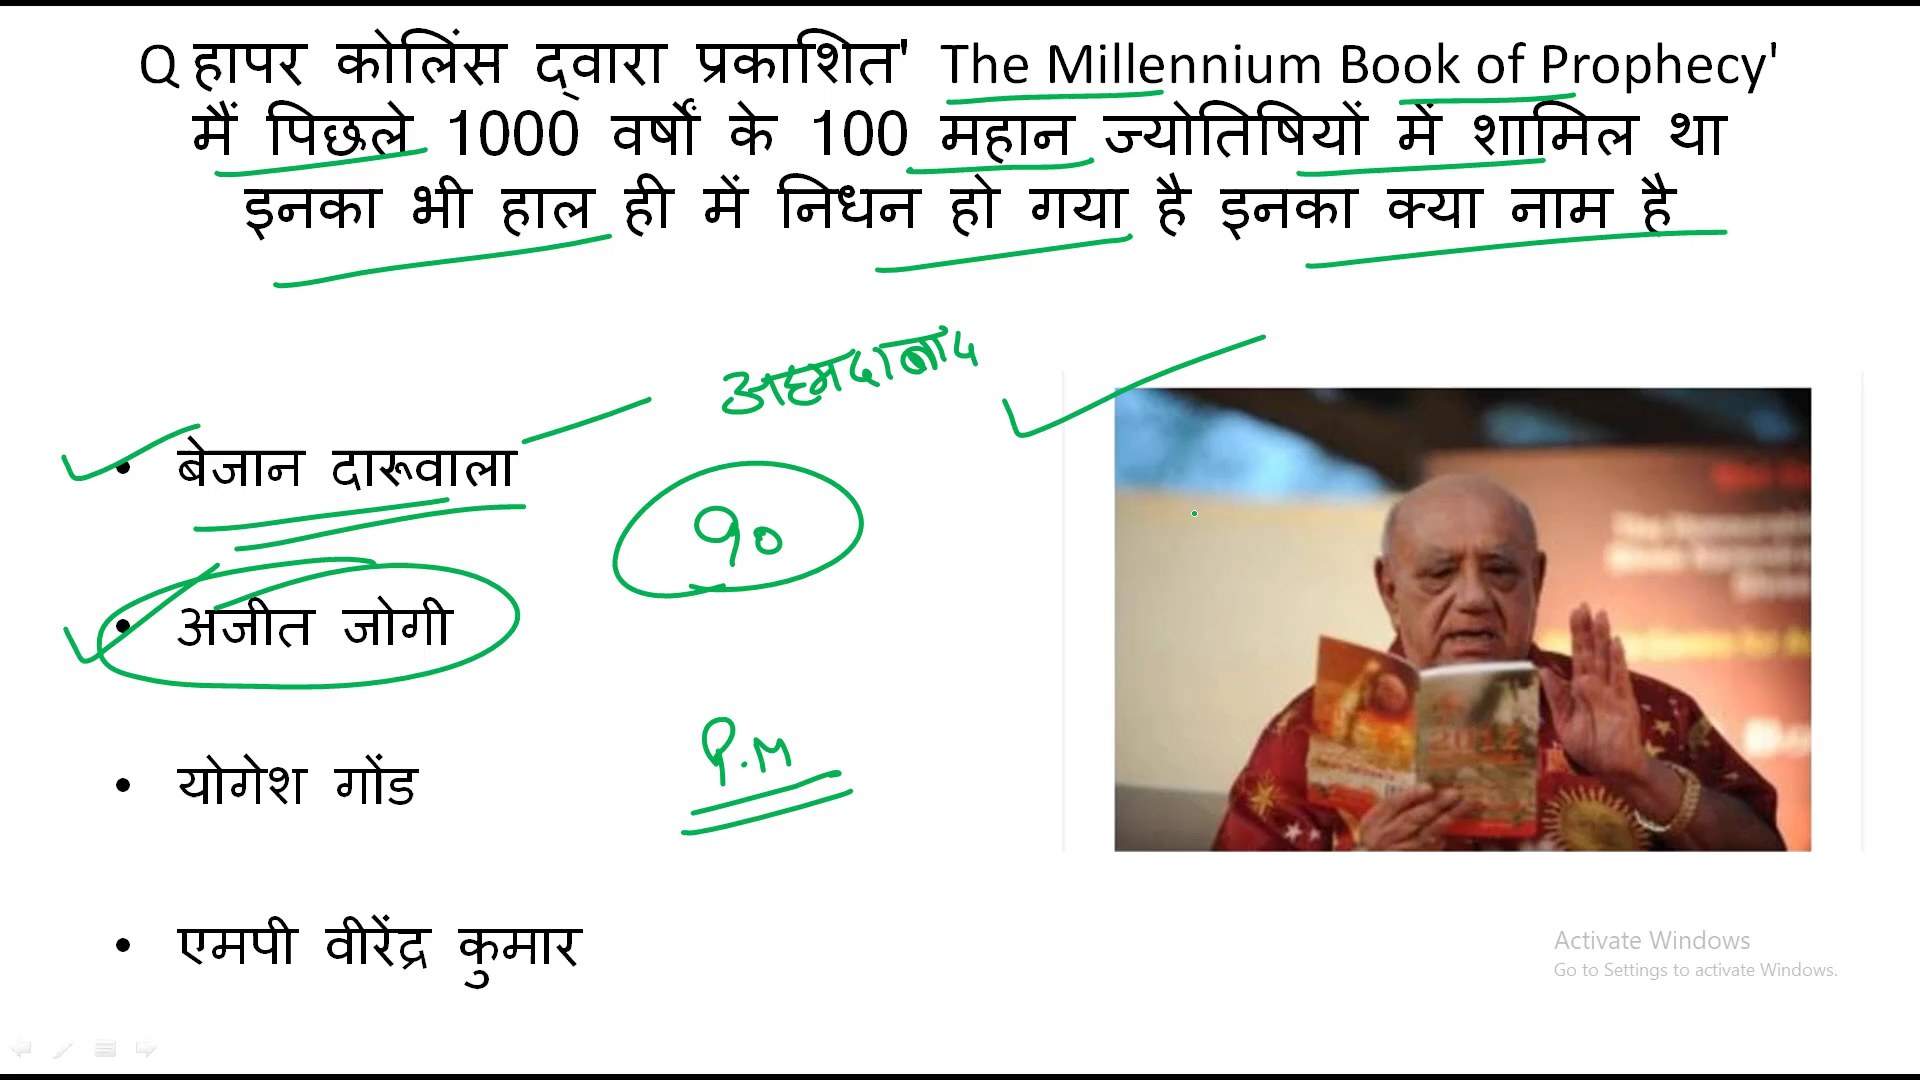 Q हापर कोलिंस द्वारा प्रकाशित' The Millennium Book of Prophecy'
मैं पिछले 1000 वर्षों के 100 महान ज्योतिषियों में शामिल था
इनका भी हाल ही में निधन हो गया है इनका क्या नाम है
अहमदाबाद
• बेजान दारूवाला
90
• अजीत जोगी
P.M
• योगेश गोंड
• एमपी वीरेंद्र कुमार
2012
Activate Windows
Go to Settings to activate Windows.